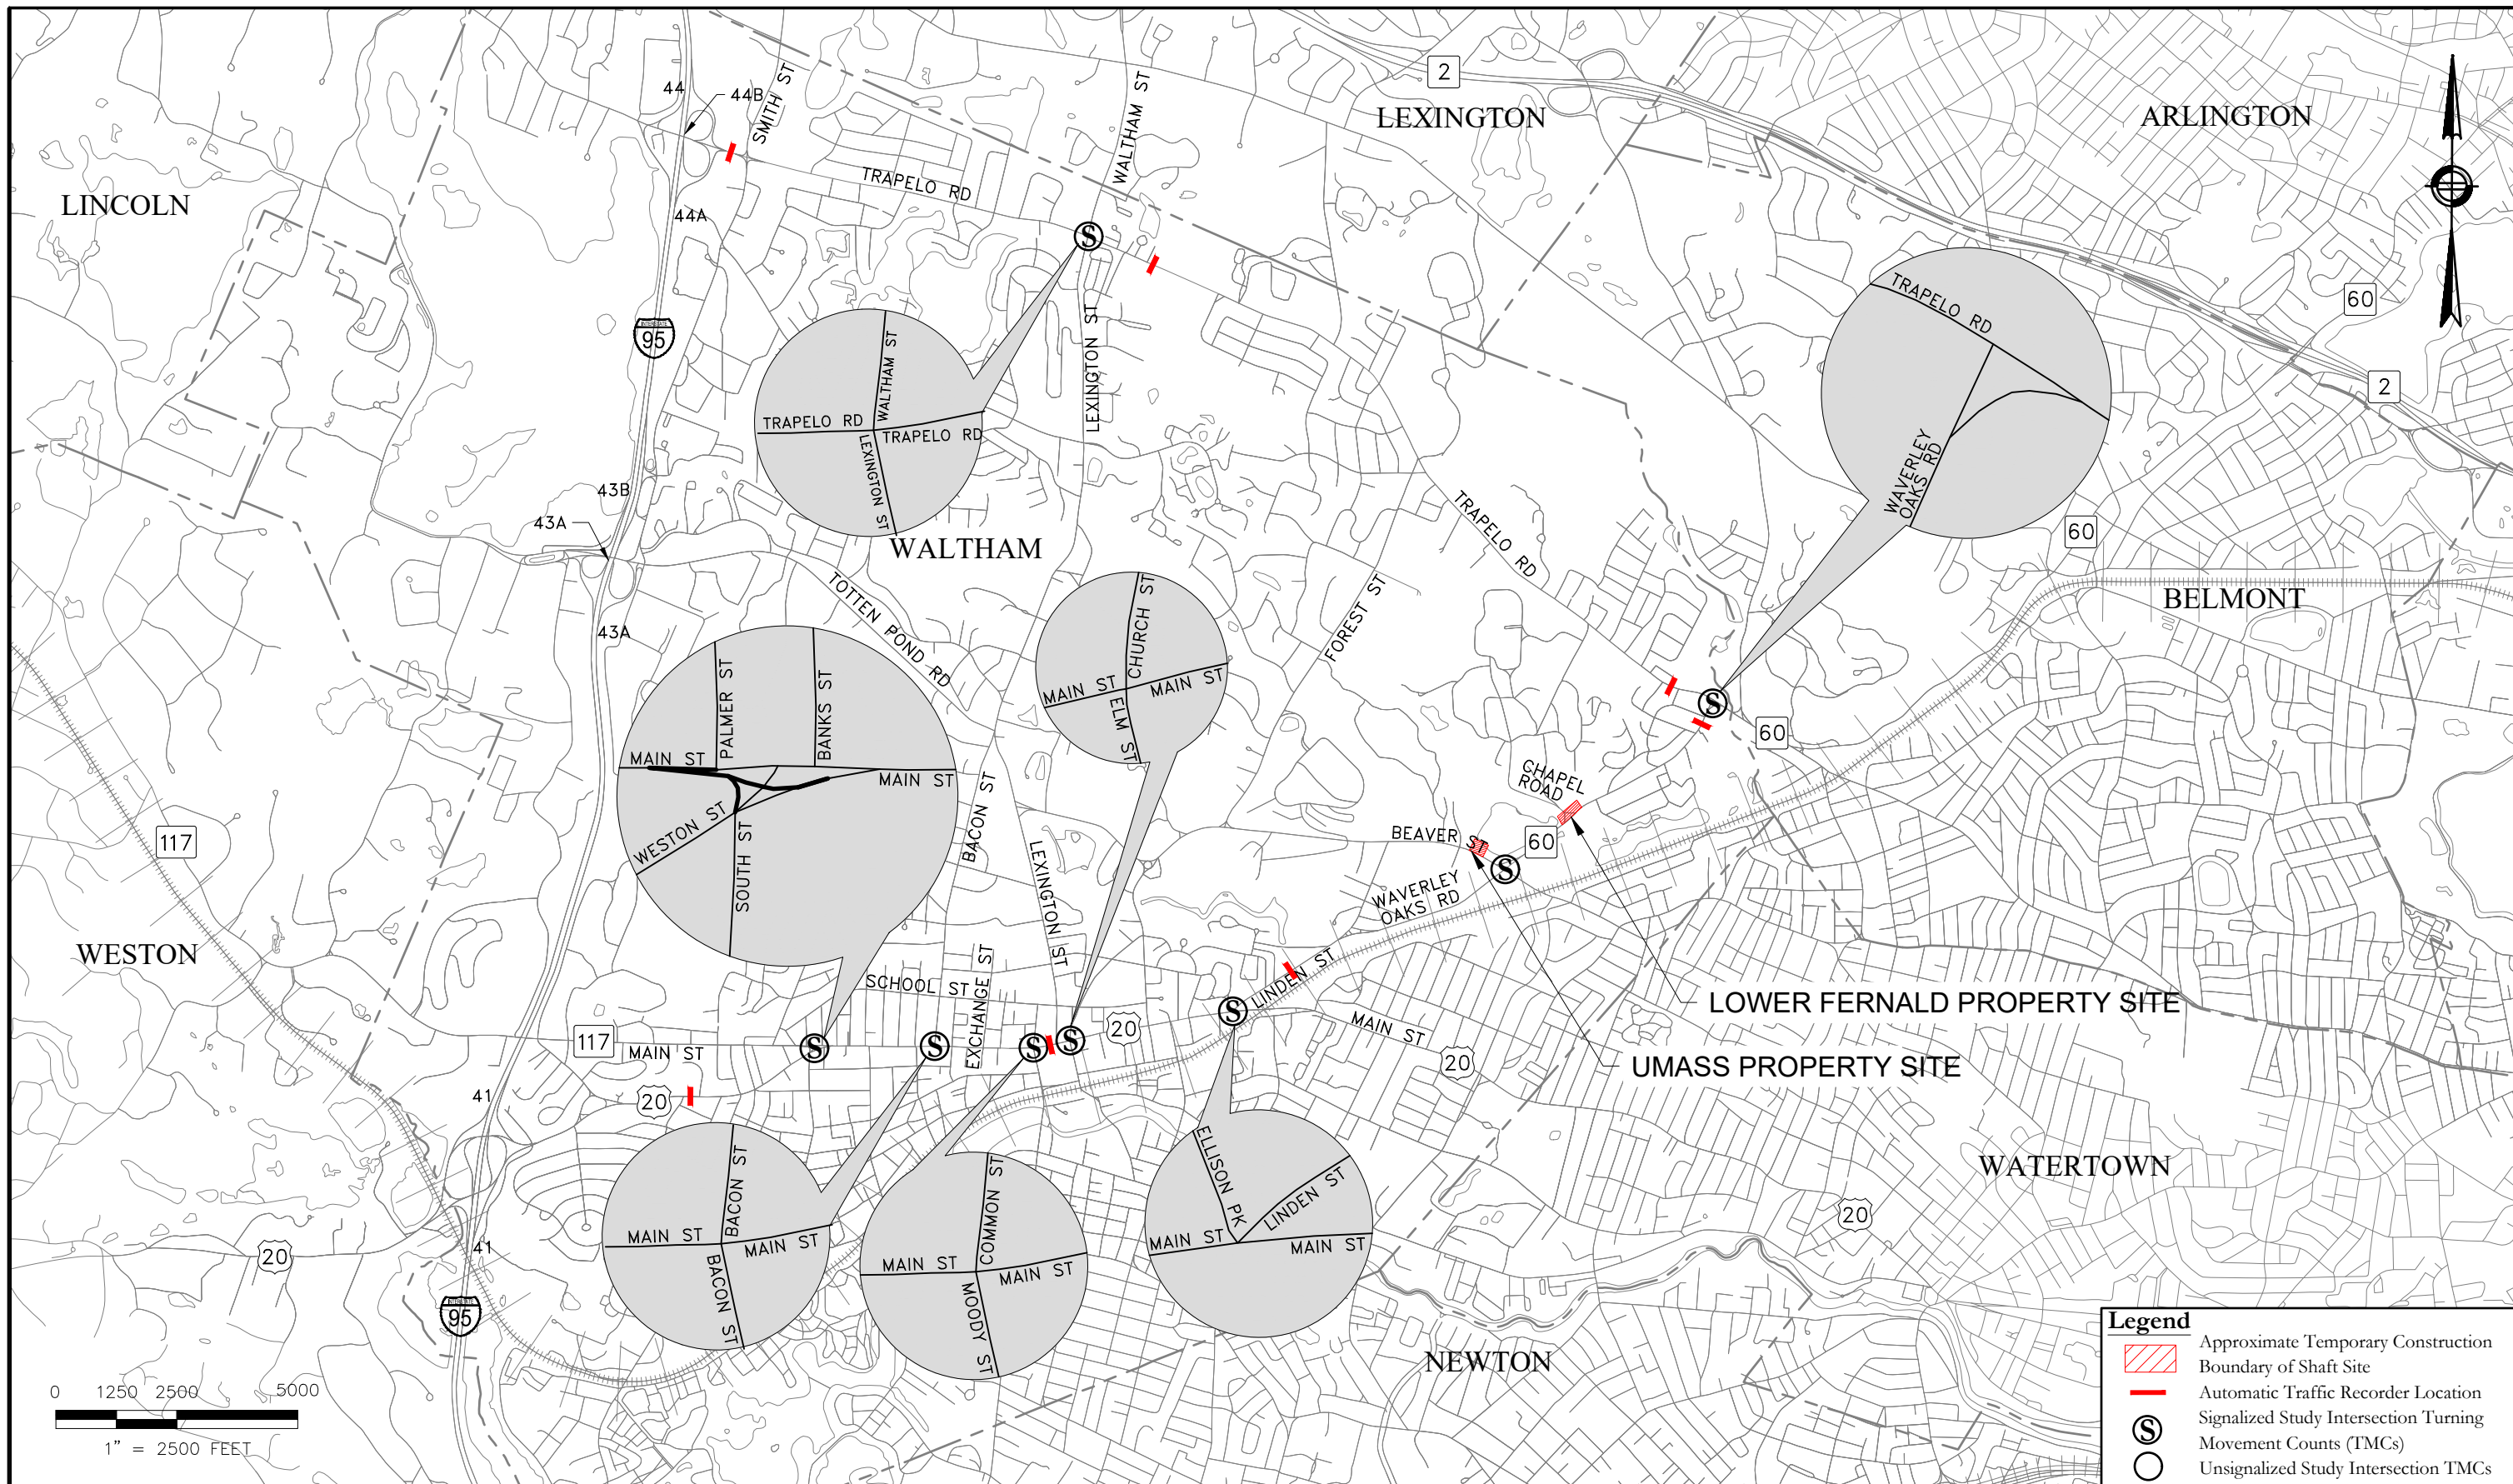 2
LEXINGTON
ARLINGTON
44
44B
SMITH ST
WALTHAM ST
TRAPELO RD
LINCOLN
44A
60
INTERSTATE
95
LEXINGTON ST
TRAPELO RD
WALTHAM ST
TRAPELO RD
TRAPELO RD
LEXINGTON ST
S
2
TRAPELO RD
WAVERLEY
OAKS RD
43B
43A
WALTHAM
TOTTEN POND RD
TRAPELO RD
60
BELMONT
43A
FOREST ST
CHURCH ST
MAIN ST
MAIN ST
ELM ST
PALMER ST
BANKS ST
MAIN ST
MAIN ST
WESTON ST
SOUTH ST
BACON ST
S
60
CHAPEL
ROAD
117
BEAVER ST
60
S
LEXINGTON ST
WAVERLEY
OAKS RD
WESTON
SCHOOL ST
EXCHANGE ST
LINDEN ST
S
LOWER FERNALD PROPERTY SITE
117
MAIN ST
S
S
S
S
20
MAIN ST
20
UMASS PROPERTY SITE
41
20
WATERTOWN
20
BACON ST
MAIN ST
MAIN ST
BACON ST
COMMON ST
MAIN ST
MAIN ST
MOODY ST
ELLISON PK
LINDEN ST
MAIN ST
MAIN ST
41
20
INTERSTATE
95
NEWTON
0 1250 2500 5000
1" = 2500 FEET
Legend
Approximate Temporary Construction
Boundary of Shaft Site
Automatic Traffic Recorder Location
S
Signalized Study Intersection Turning
Movement Counts (TMCs)
Unsignalized Study Intersection TMCs